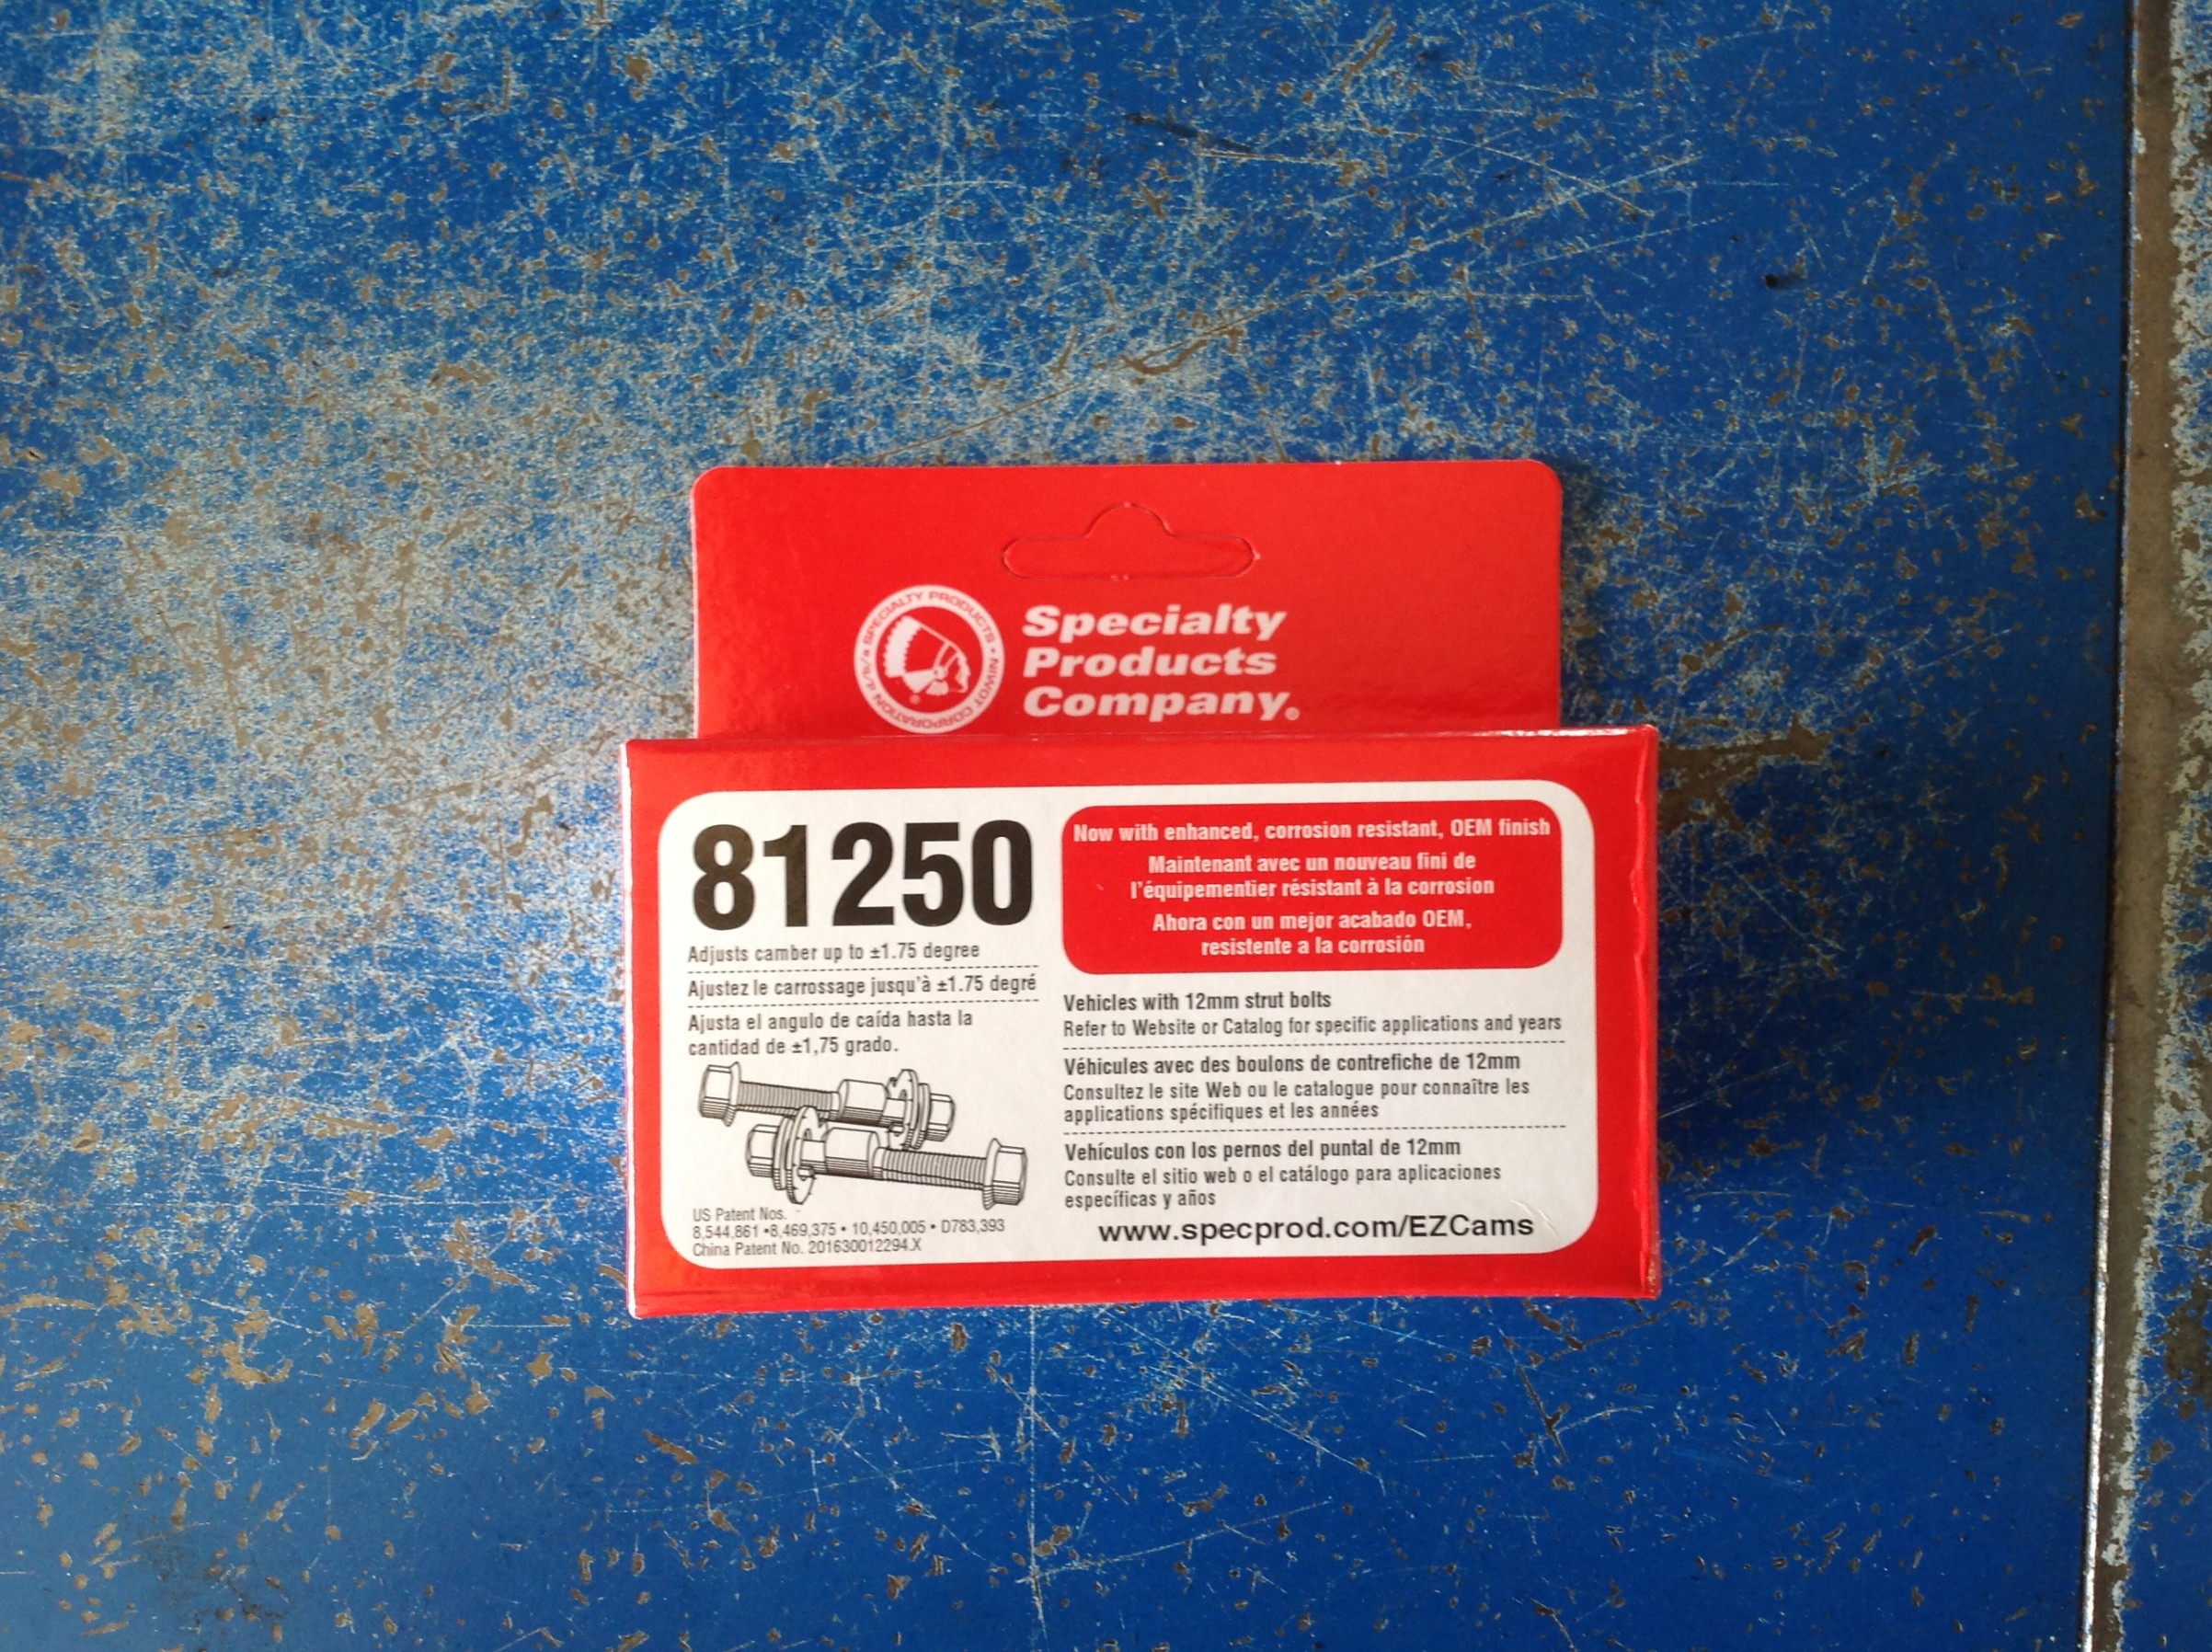 SPECIALTY PRODUCTS • NIWOT CORPORATION d/b/a •
Specialty
Products
Company®
81250
Adjusts camber up to ±1.75 degree
Ajustez le carrossage jusqu'à ±1.75 degré
Ajusta el angulo de caída hasta la
cantidad de ±1,75 grado.
US Patent Nos.
8,544,861 •8,469,375 • 10,450,005 • D783,393
China Patent No. 201630012294.X
Now with enhanced, corrosion resistant, OEM finish
Maintenant avec un nouveau fini de
l'équipementier résistant à la corrosion
Ahora con un mejor acabado OEM,
resistente a la corrosión
Vehicles with 12mm strut bolts
Refer to Website or Catalog for specific applications and years
Véhicules avec des boulons de contrefiche de 12mm
Consultez le site Web ou le catalogue pour connaître les
applications spécifiques et les années
Vehículos con los pernos del puntal de 12mm
Consulte el sitio web o el catálogo para aplicaciones
específicas y años
www.specprod.com/EZCams